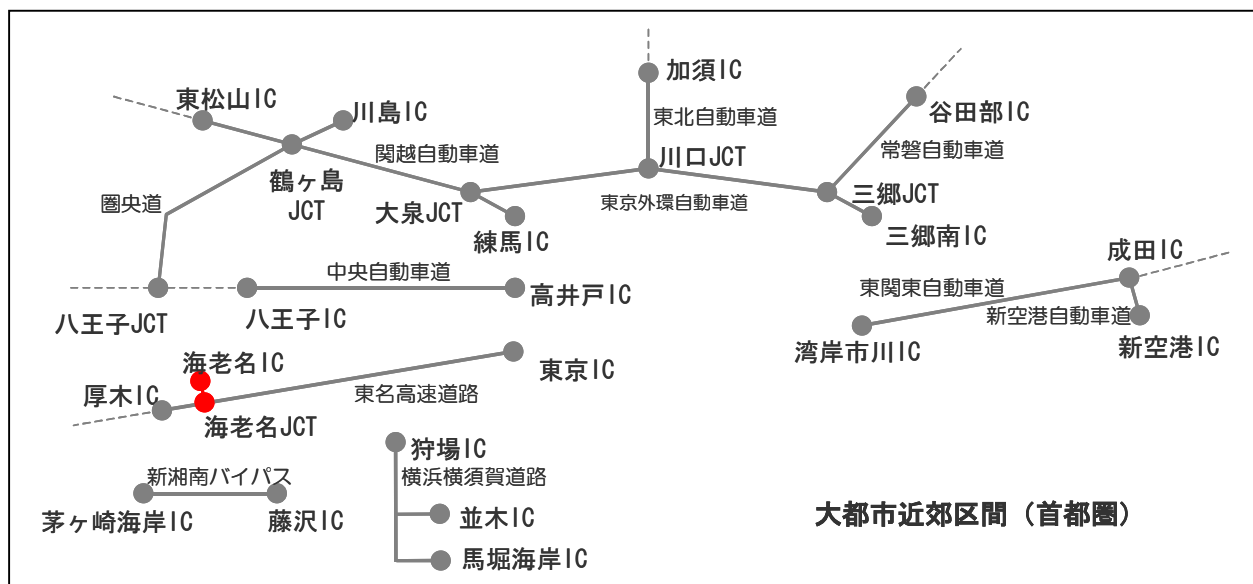 加須IC
東松山IC
川島IC
谷田部IC
東北自動車道
常磐自動車道
関越自動車道
川口JCT
鶴ヶ島
JCT
圏央道
大泉JCT
東京外環自動車道
三郷JCT
練馬IC
三郷南IC
成田IC
中央自動車道
東関東自動車道
八王子JCT
八王子IC
高井戸IC
新空港自動車道
湾岸市川IC
新空港IC
海老名IC
東京IC
厚木IC
東名高速道路
海老名JCT
狩場IC
新湘南バイパス
横浜横須賀道路
茅ヶ崎海岸IC
藤沢IC
並木IC
大都市近郊区間（首都圏）
馬堀海岸IC